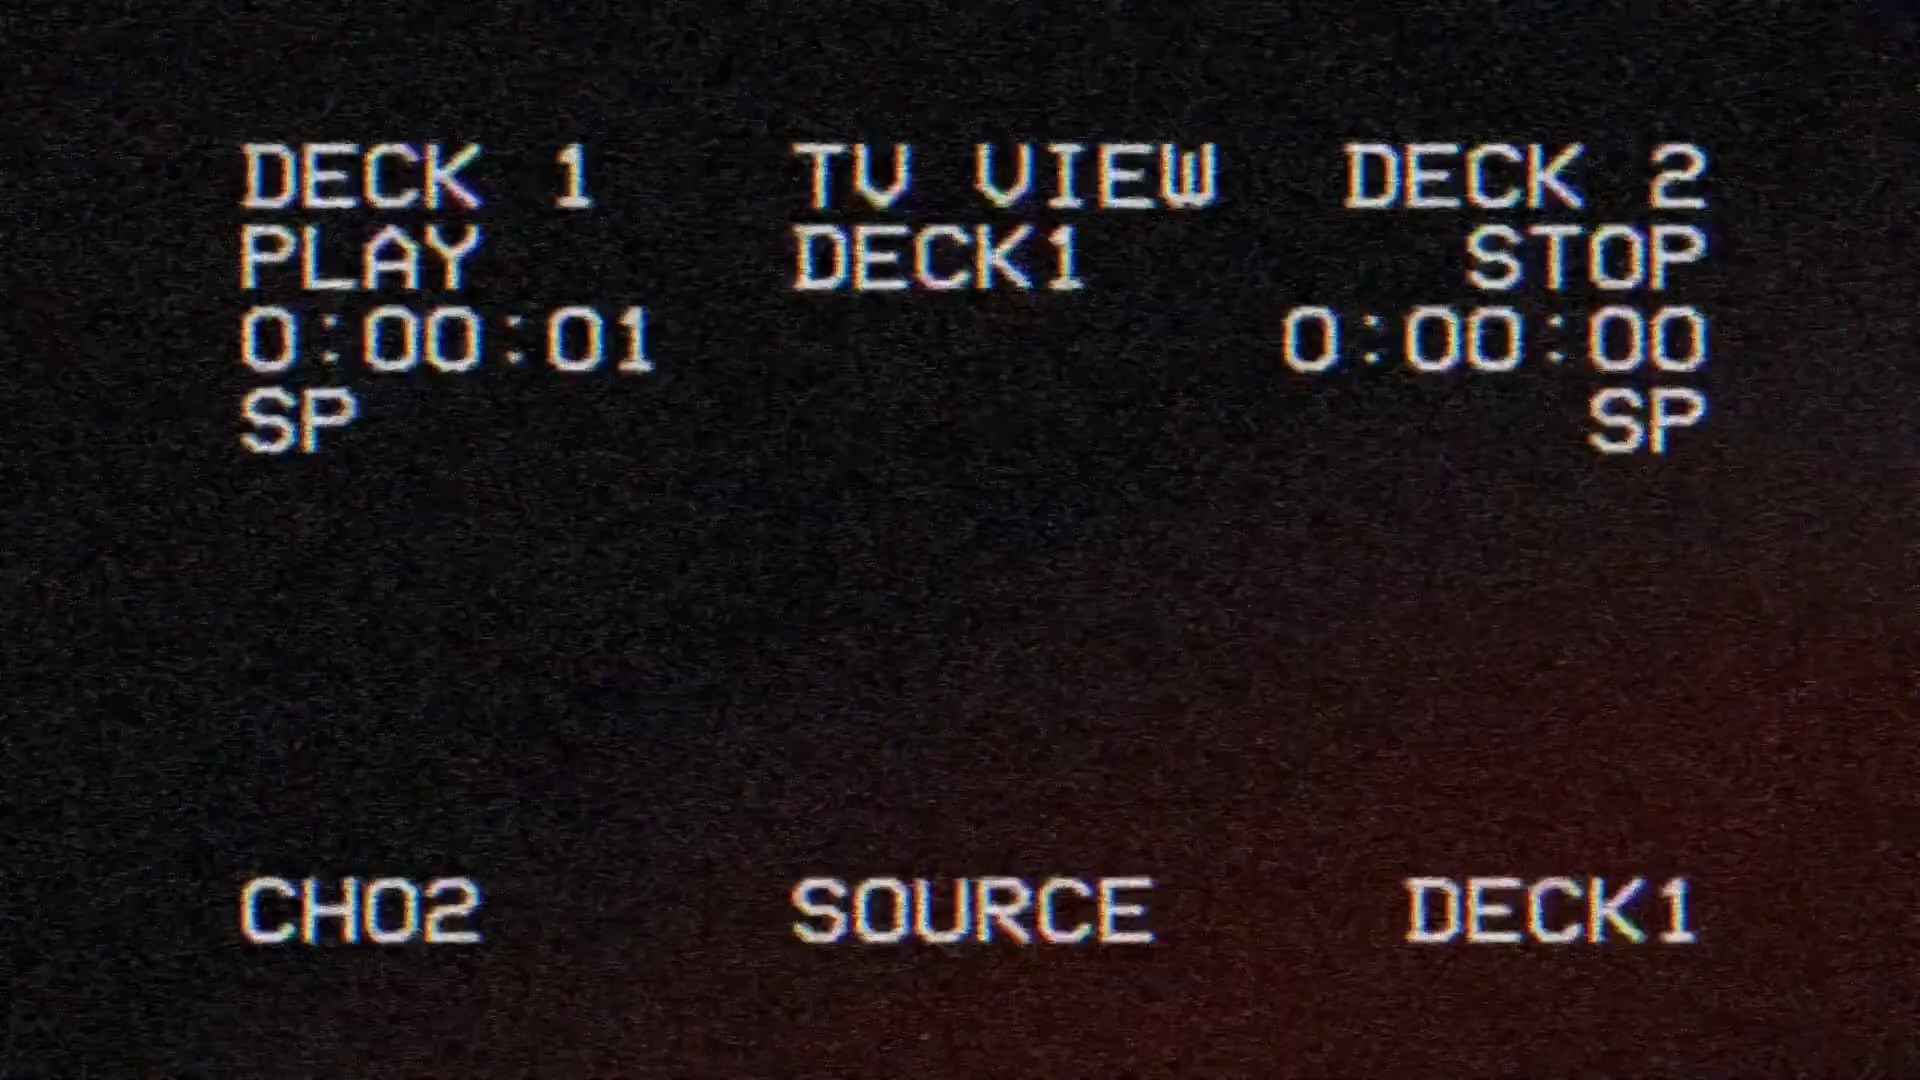 DECK 1 TV VIEW DECK 2
PLAY DECK1 STOP
0:00:01 0:00:00
SP SP
CH02 SOURCE DECK1